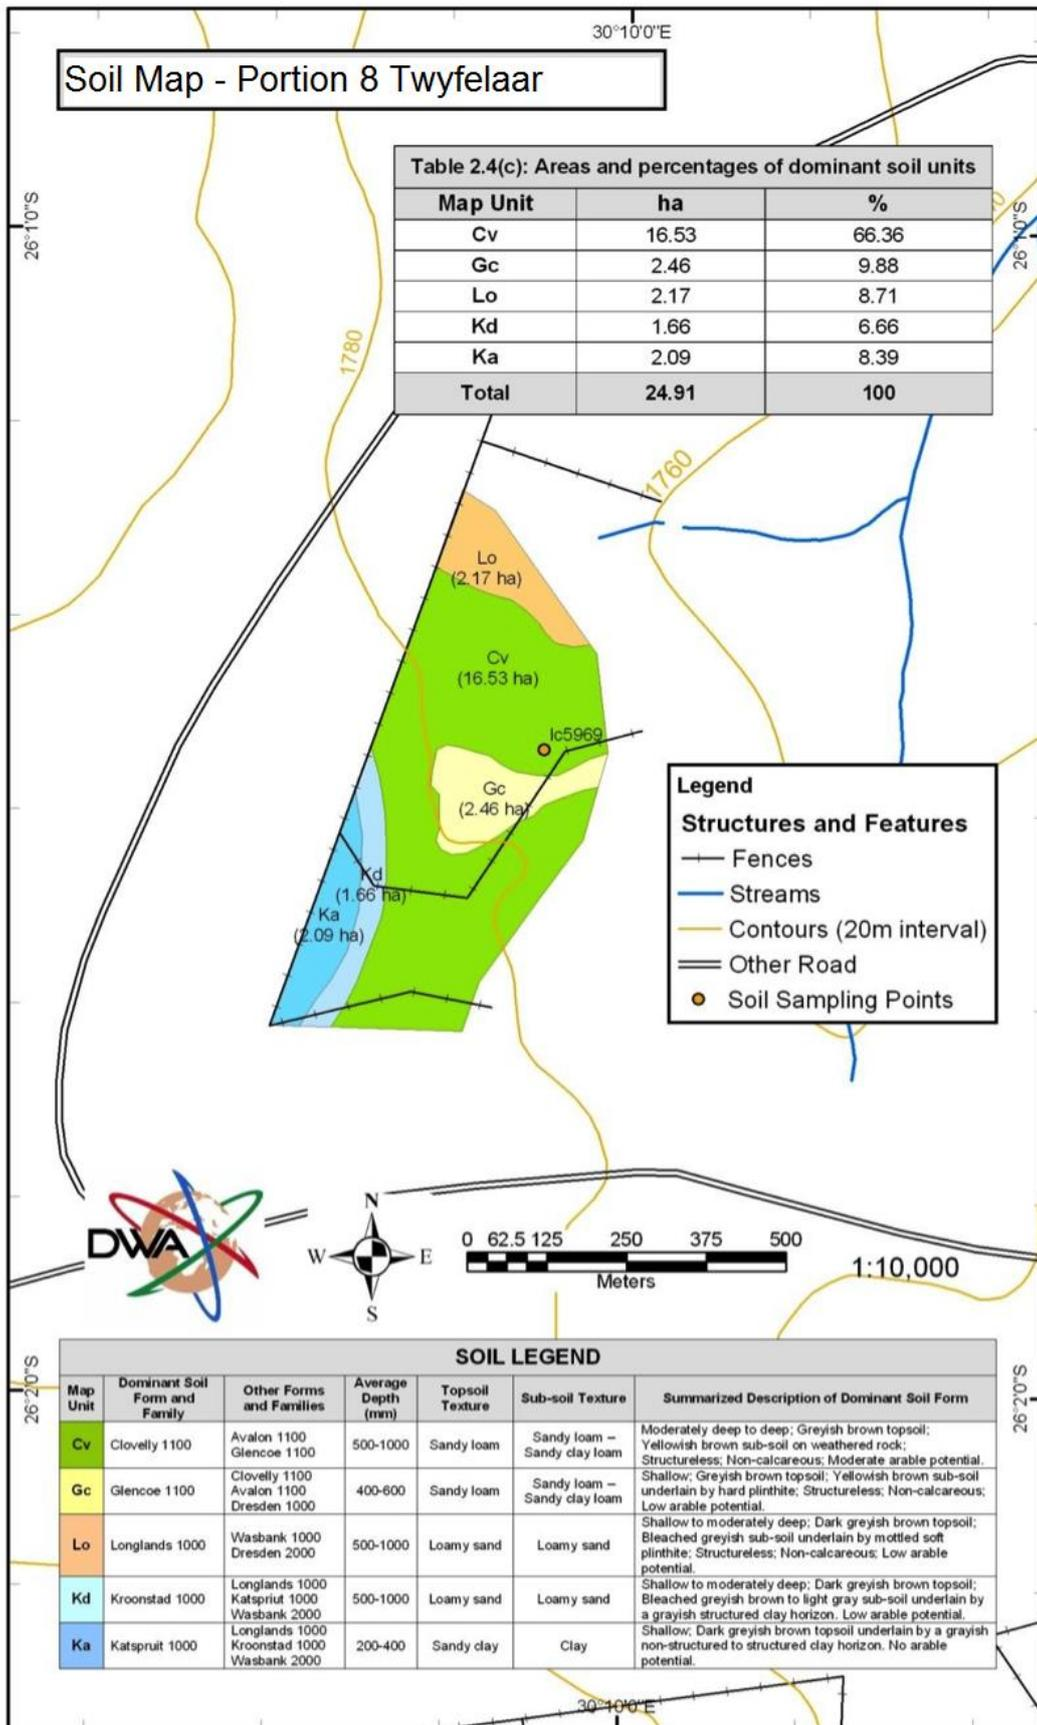 30°10'0"E
Soil Map - Portion 8 Twyfelaar
26°1'0"S
26°1'0"S
Table 2.4(c): Areas and percentages of dominant soil units
Map Unit ha %
Cv 16.53 66.36
Gc 2.46 9.88
Lo 2.17 8.71
Kd 1.66 6.66
Ka 2.09 8.39
Total 24.91 100
1780
1760
Lo
(2.17 ha)
Cv
(16.53 ha)
lc5969
Gc
(2.46 ha)
Kd
(1.66 ha)
Ka
(2.09 ha)
Legend
Structures and Features
Fences
Streams
Contours (20m interval)
Other Road
Soil Sampling Points
DWA
N
W E
S
0 62.5 125 250 375 500
Meters
1:10,000
26°2'0"S
26°2'0"S
SOIL LEGEND
Map Unit Dominant Soil Form and Family Other Forms and Families Average Depth (mm) Topsoil Texture Sub-soil Texture Summarized Description of Dominant Soil Form
Cv Clovelly 1100 Avalon 1100 Glencoe 1100 500-1000 Sandy loam Sandy loam – Sandy clay loam Moderately deep to deep; Greyish brown topsoil; Yellowish brown sub-soil on weathered rock; Structureless; Non-calcareous; Moderate arable potential.
Gc Glencoe 1100 Clovelly 1100 Avalon 1100 Dresden 1000 400-600 Sandy loam Sandy loam – Sandy clay loam Shallow; Greyish brown topsoil; Yellowish brown sub-soil underlain by hard plinthite; Structureless; Non-calcareous; Low arable potential.
Lo Longlands 1000 Wasbank 1000 Dresden 2000 500-1000 Loamy sand Loamy sand Shallow to moderately deep; Dark greyish brown topsoil; Bleached greyish sub-soil underlain by mottled soft plinthite; Structureless; Non-calcareous; Low arable potential.
Kd Kroonstad 1000 Longlands 1000 Katspriut 1000 Wasbank 2000 500-1000 Loamy sand Loamy sand Shallow to moderately deep; Dark greyish brown topsoil; Bleached greyish brown to light gray sub-soil underlain by a grayish structured clay horizon. Low arable potential.
Ka Katspruit 1000 Longlands 1000 Kroonstad 1000 Wasbank 2000 200-400 Sandy clay Clay Shallow; Dark greyish brown topsoil underlain by a grayish non-structured to structured clay horizon. No arable potential.
30°10'0"E